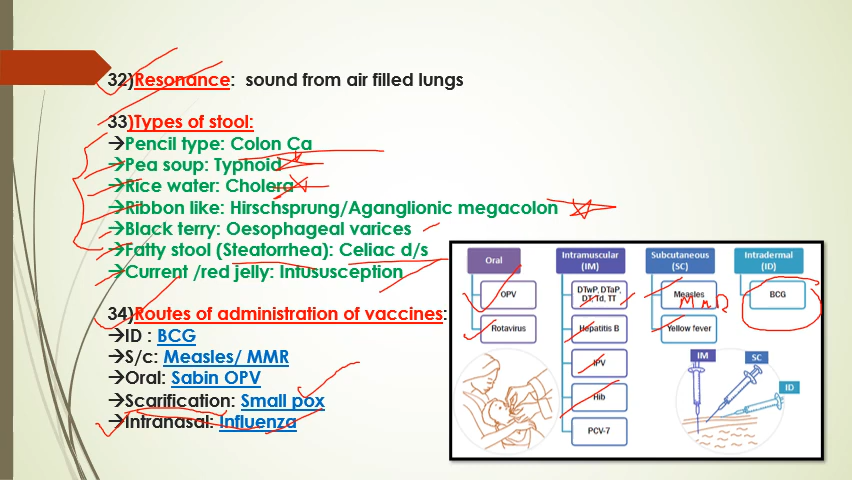 32)Resonance: sound from air filled lungs
33)Types of stool:
→Pencil type: Colon Ca
→Pea soup: Typhoid
→Rice water: Cholera
→Ribbon like: Hirschsprung/Aganglionic megacolon
→Black terry: Oesophageal varices
→Fatty stool (Steatorrhea): Celiac d/s
→Current /red jelly: Intususception
34)Routes of administration of vaccines:
→ID : BCG
→S/c: Measles/ MMR
→Oral: Sabin OPV
→Scarification: Small pox
→Intranasal: Influenza
Oral
OPV
Rotavirus
Intramuscular
(IM)
DTwP, DTaP,
DT, Td, TT
Hepatitis B
IPV
Hib
PCV-7
Subcutaneous
(SC)
Measles
MMR
Yellow fever
Intradermal
(ID)
BCG
IM
SC
ID